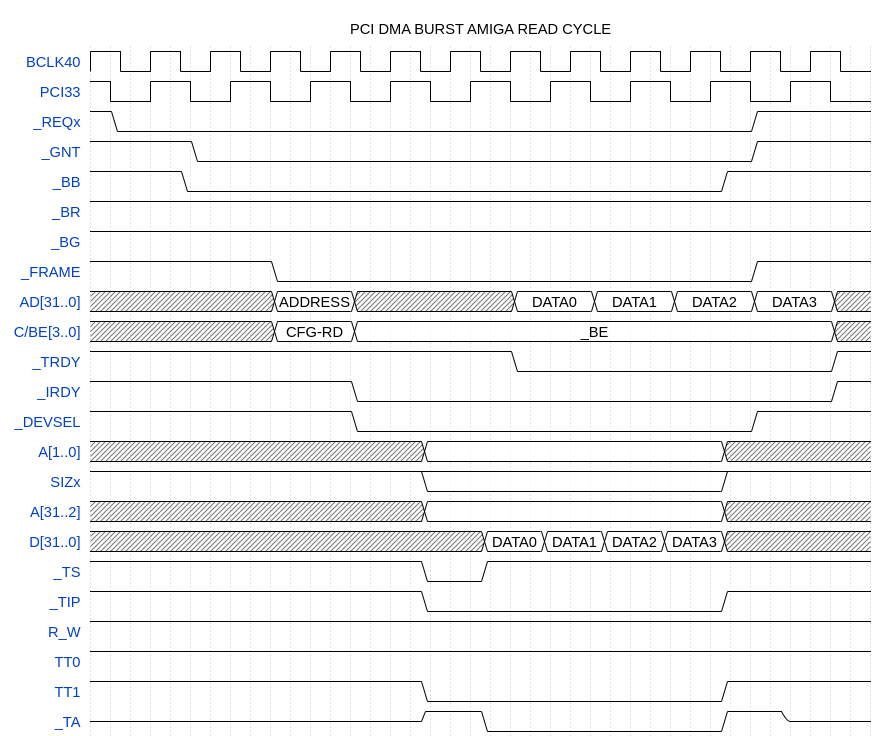 PCI DMA BURST AMIGA READ CYCLE
BCLK40
PCI33
_REQx
_GNT
_BB
_BR
_BG
_FRAME
AD[31..0] ADDRESS DATA0 DATA1 DATA2 DATA3
C/BE[3..0] CFG-RD _BE
_TRDY
_IRDY
_DEVSEL
A[1..0]
SIZx
A[31..2]
D[31..0] DATA0 DATA1 DATA2 DATA3
_TS
_TIP
R_W
TT0
TT1
_TA